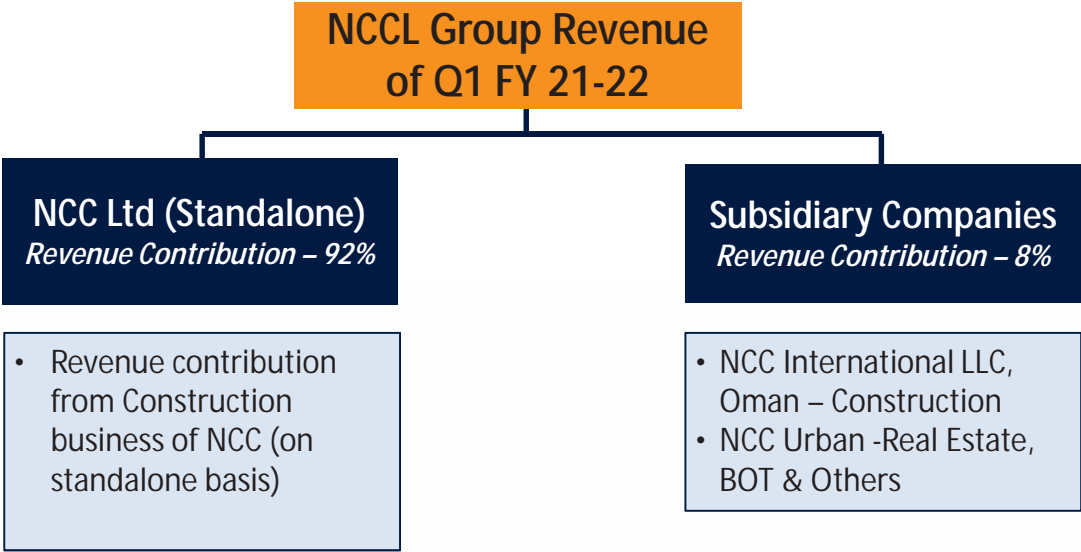 NCCL Group Revenue
of Q1 FY 21-22
NCC Ltd (Standalone)
Revenue Contribution – 92%
Subsidiary Companies
Revenue Contribution – 8%
• Revenue contribution
from Construction
business of NCC (on
standalone basis)
• NCC International LLC,
Oman – Construction
• NCC Urban -Real Estate,
BOT & Others